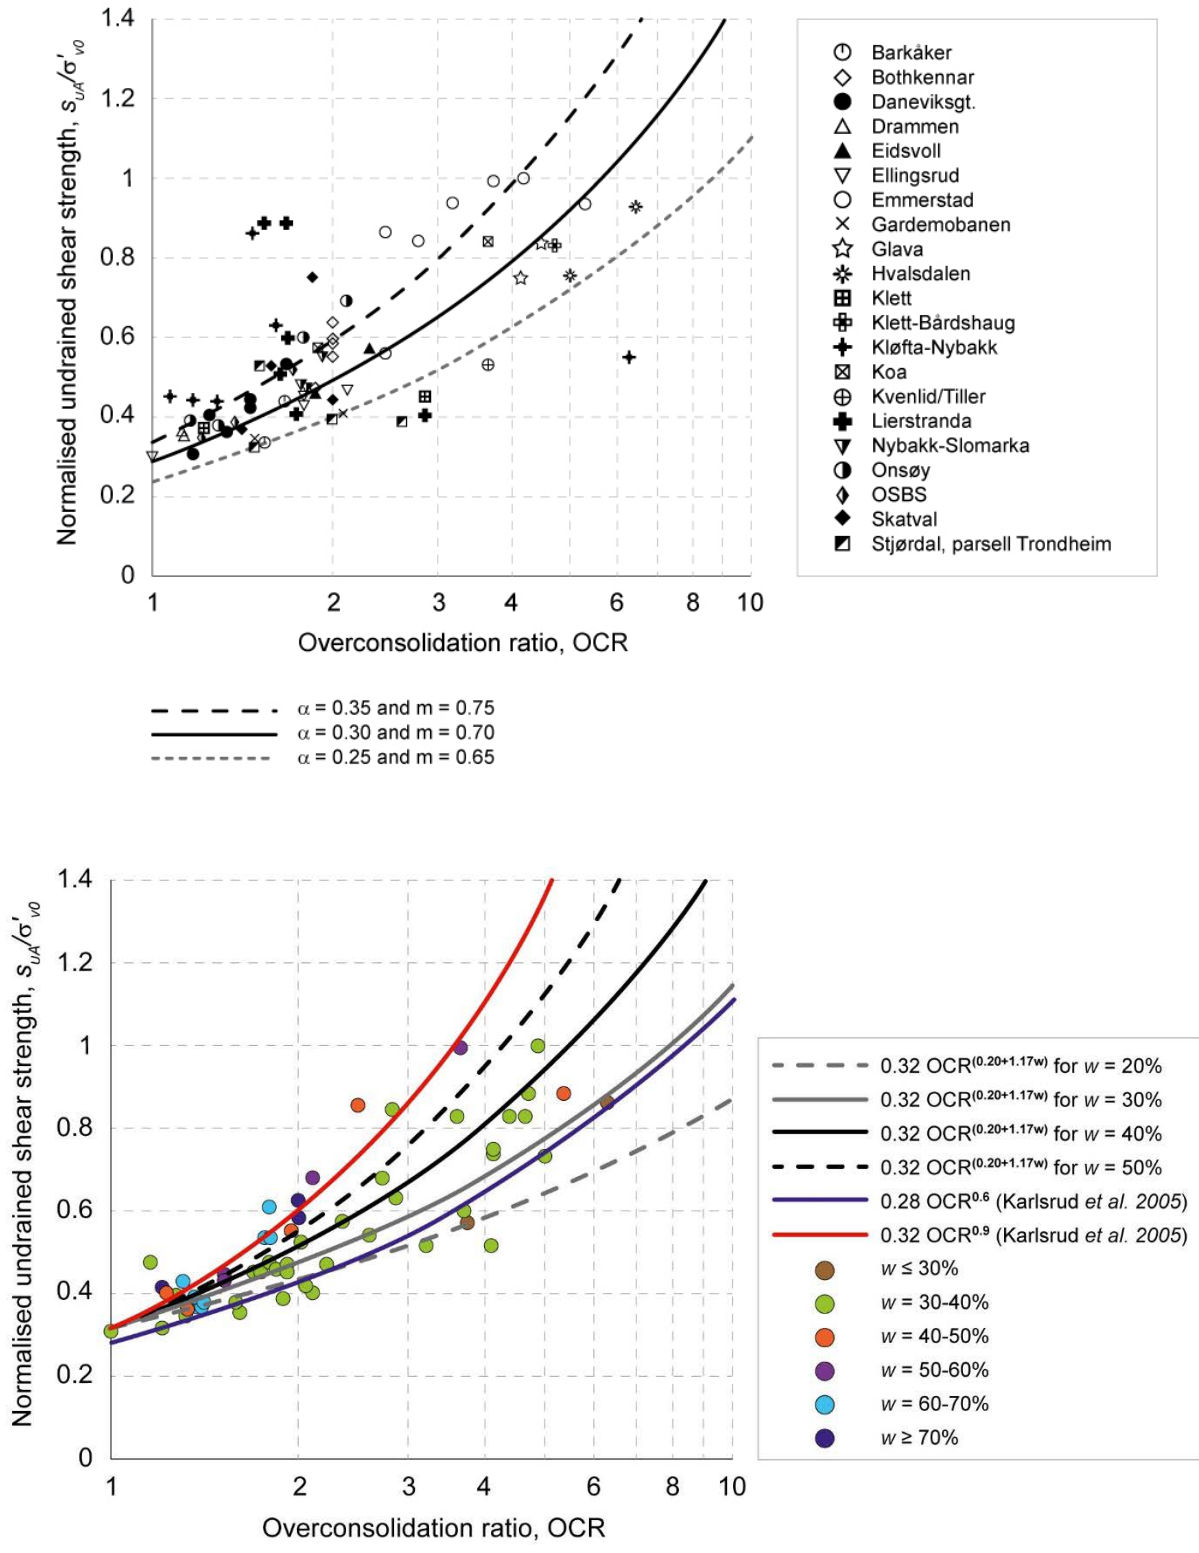 Normalised undrained shear strength, suA/σ'v0
1.4
1.2
1
0.8
0.6
0.4
0.2
0
1 2 3 4 6 8 10
Overconsolidation ratio, OCR
Barkåker
Bothkennar
Daneviksgt.
Drammen
Eidsvoll
Ellingsrud
Emmerstad
Gardemobanen
Glava
Hvalsdalen
Klett
Klett-Bårdshaug
Kløfta-Nybakk
Koa
Kvenlid/Tiller
Lierstranda
Nybakk-Slomarka
Onsøy
OSBS
Skatval
Stjørdal, parsell Trondheim
α = 0.35 and m = 0.75
α = 0.30 and m = 0.70
α = 0.25 and m = 0.65
Normalised undrained shear strength, suA/σ'v0
1.4
1.2
1
0.8
0.6
0.4
0.2
0
1 2 3 4 6 8 10
Overconsolidation ratio, OCR
0.32 OCR(0.20+1.17w) for w = 20%
0.32 OCR(0.20+1.17w) for w = 30%
0.32 OCR(0.20+1.17w) for w = 40%
0.32 OCR(0.20+1.17w) for w = 50%
0.28 OCR0.6 (Karlsrud et al. 2005)
0.32 OCR0.9 (Karlsrud et al. 2005)
w ≤ 30%
w = 30-40%
w = 40-50%
w = 50-60%
w = 60-70%
w ≥ 70%